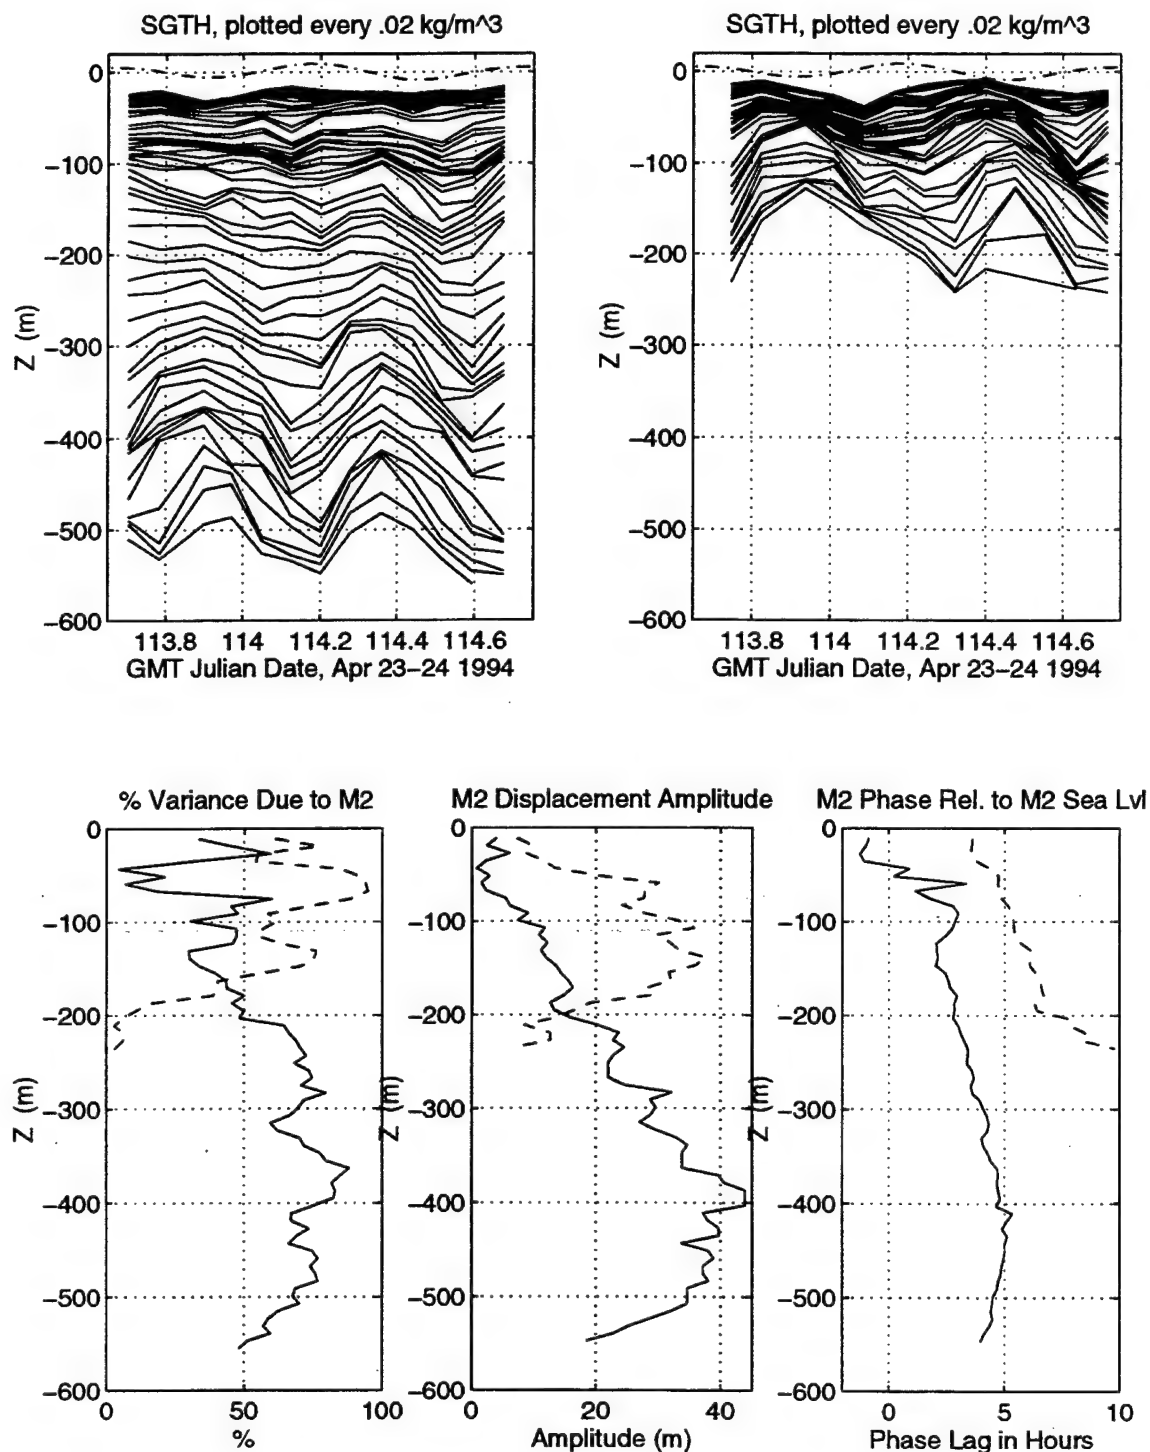 SGTH, plotted every .02 kg/m^3
0
−100
−200
−300
−400
−500
−600
Z (m)
113.8 114 114.2 114.4 114.6
GMT Julian Date, Apr 23−24 1994
SGTH, plotted every .02 kg/m^3
0
−100
−200
−300
−400
−500
−600
Z (m)
113.8 114 114.2 114.4 114.6
GMT Julian Date, Apr 23−24 1994
% Variance Due to M2
0
−100
−200
−300
−400
−500
−600
Z (m)
0 50 100
%
M2 Displacement Amplitude
0
−100
−200
−300
−400
−500
−600
Z (m)
0 20 40
Amplitude (m)
M2 Phase Rel. to M2 Sea Lvl
0
−100
−200
−300
−400
−500
−600
Z (m)
0 5 10
Phase Lag in Hours